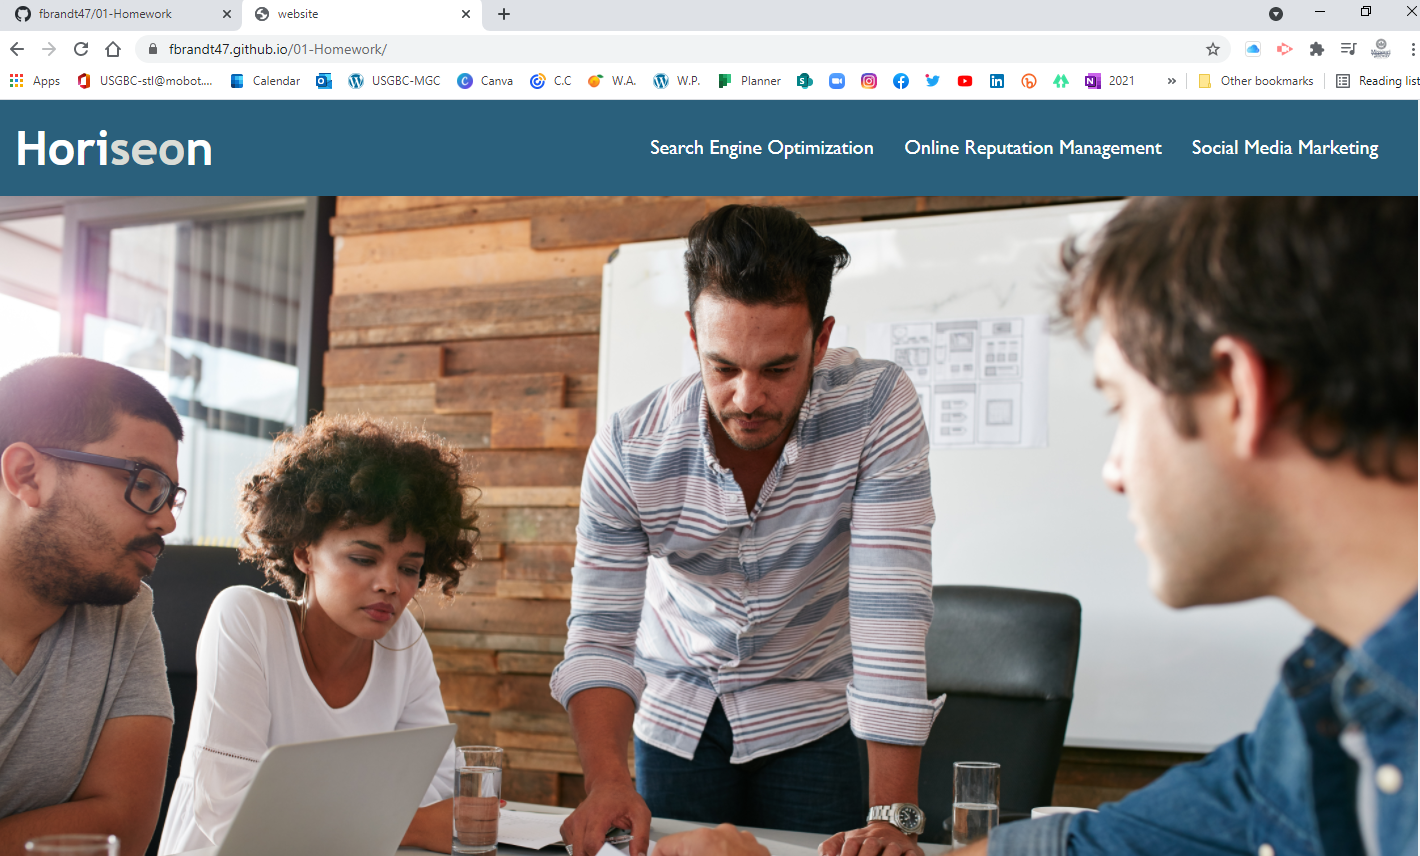 fbrandt47/01-Homework
website
fbrandt47.github.io/01-Homework/
Apps USGBC-stl@mobot.... Calendar USGBC-MGC Canva C.C W.A. W.P. Planner 2021 » Other bookmarks Reading list
Horiseon Search Engine Optimization Online Reputation Management Social Media Marketing